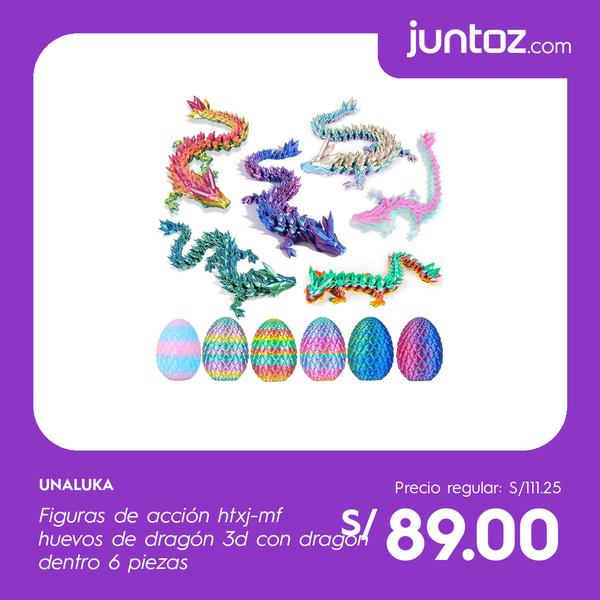 juntoz.com
UNALUKA
Figuras de acción htxj-mf
huevos de dragón 3d con dragón
dentro 6 piezas
Precio regular: S/111.25
S/ 89.00